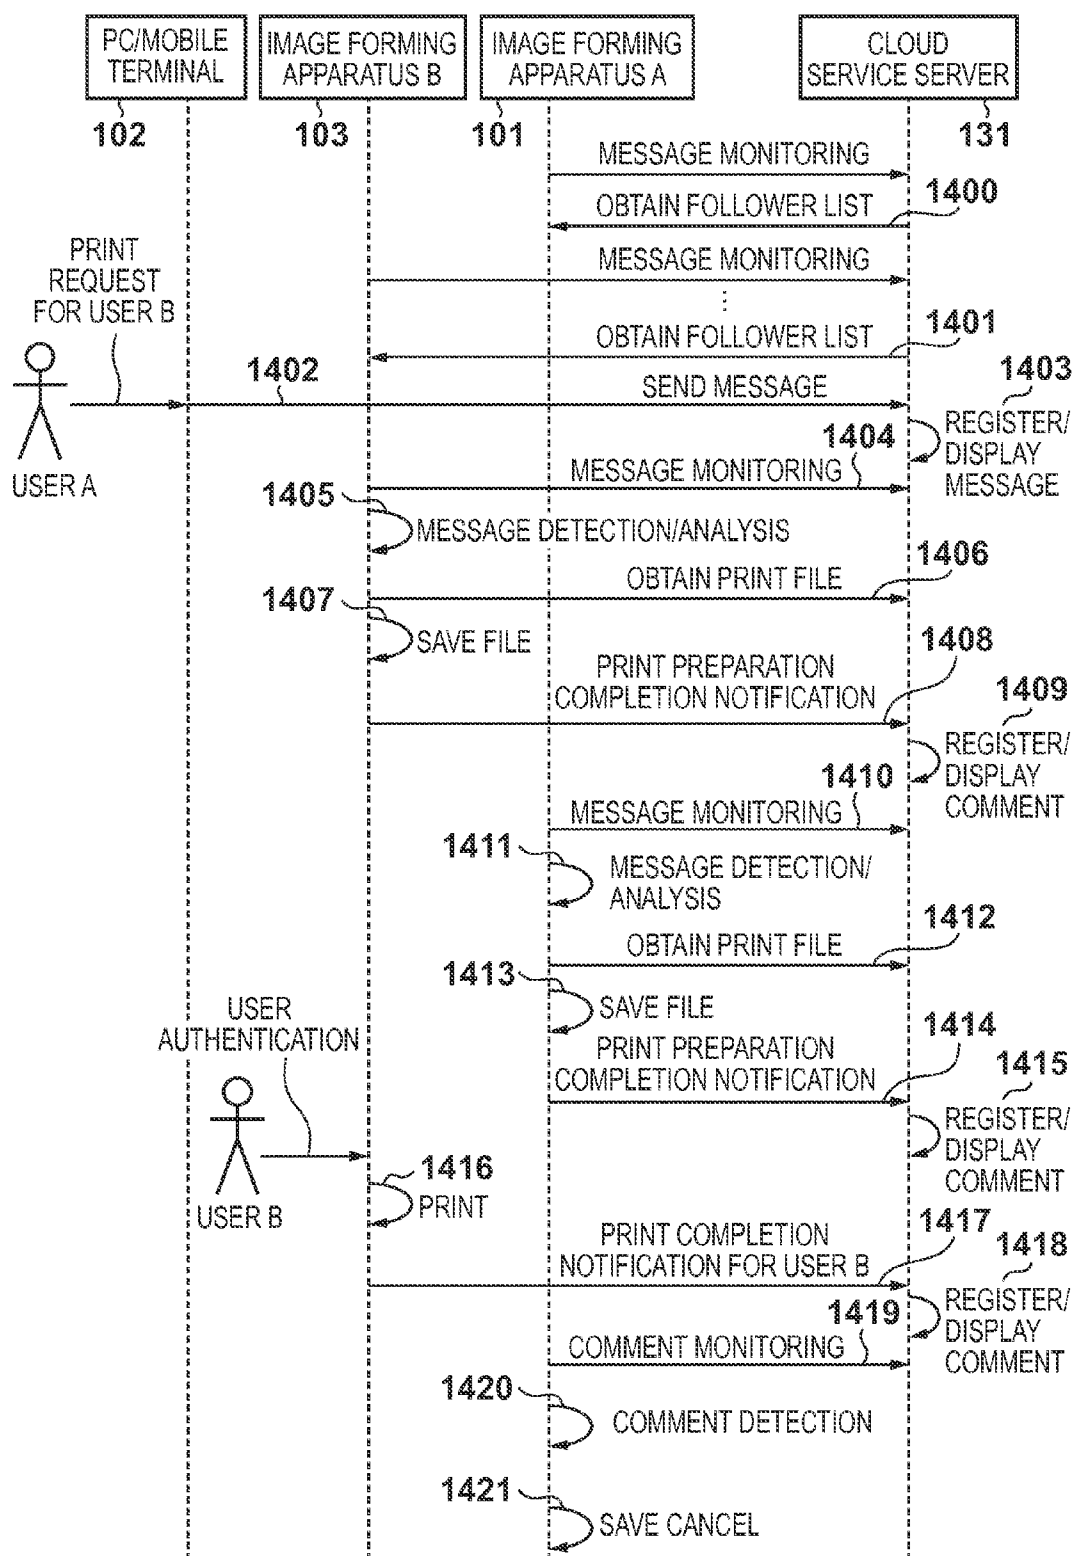 PC/MOBILE
TERMINAL
IMAGE FORMING
APPARATUS B
IMAGE FORMING
APPARATUS A
CLOUD
SERVICE SERVER
102
103
101
131
MESSAGE MONITORING
1400
OBTAIN FOLLOWER LIST
PRINT
REQUEST
FOR USER B
MESSAGE MONITORING
1401
OBTAIN FOLLOWER LIST
1402
SEND MESSAGE
1403
REGISTER/
DISPLAY
MESSAGE
USER A
1404
MESSAGE MONITORING
1405
MESSAGE DETECTION/ANALYSIS
1406
OBTAIN PRINT FILE
1407
SAVE FILE
1408
PRINT PREPARATION
COMPLETION NOTIFICATION
1409
REGISTER/
DISPLAY
COMMENT
1410
MESSAGE MONITORING
1411
MESSAGE DETECTION/
ANALYSIS
1412
OBTAIN PRINT FILE
1413
SAVE FILE
USER
AUTHENTICATION
1414
PRINT PREPARATION
COMPLETION NOTIFICATION
1415
REGISTER/
DISPLAY
COMMENT
USER B
1416
PRINT
1417
PRINT COMPLETION
NOTIFICATION FOR USER B
1418
REGISTER/
DISPLAY
COMMENT
1419
COMMENT MONITORING
1420
COMMENT DETECTION
1421
SAVE CANCEL